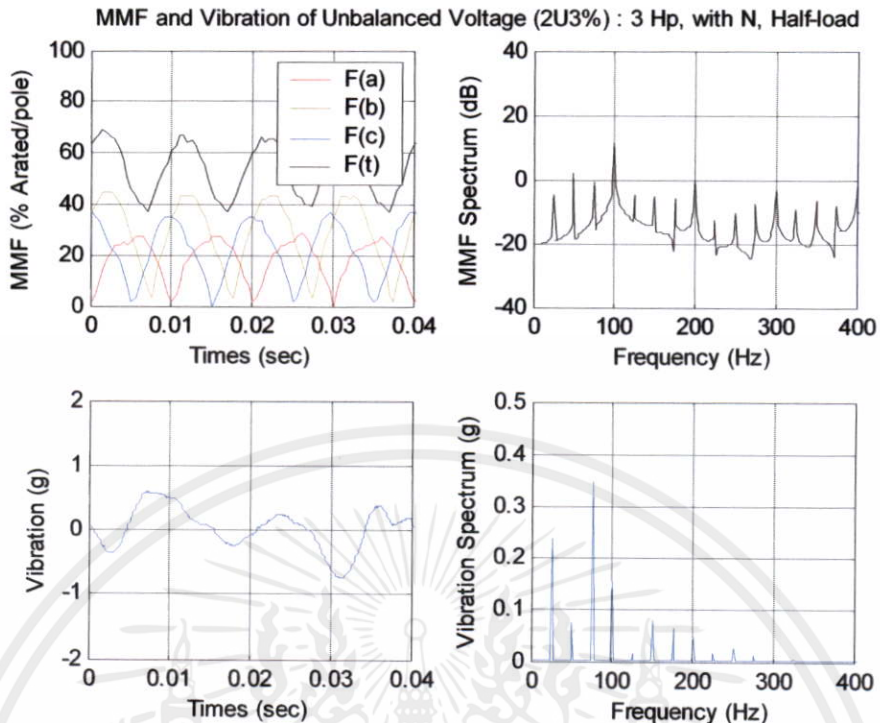 MMF and Vibration of Unbalanced Voltage (2U3%) : 3 Hp, with N, Half-load
100
80
60
40
20
0
MMF (% Arated/pole)
F(a)
F(b)
F(c)
F(t)
0 0.01 0.02 0.03 0.04
Times (sec)
40
20
0
-20
-40
MMF Spectrum (dB)
0 100 200 300 400
Frequency (Hz)
2
1
0
-1
-2
Vibration (g)
0.0 0.01 0.02 0.03 0.04
Times (sec)
0.5
0.4
0.3
0.2
0.1
0
Vibration Spectrum (g)
0 100 200 300 400
Frequency (Hz)